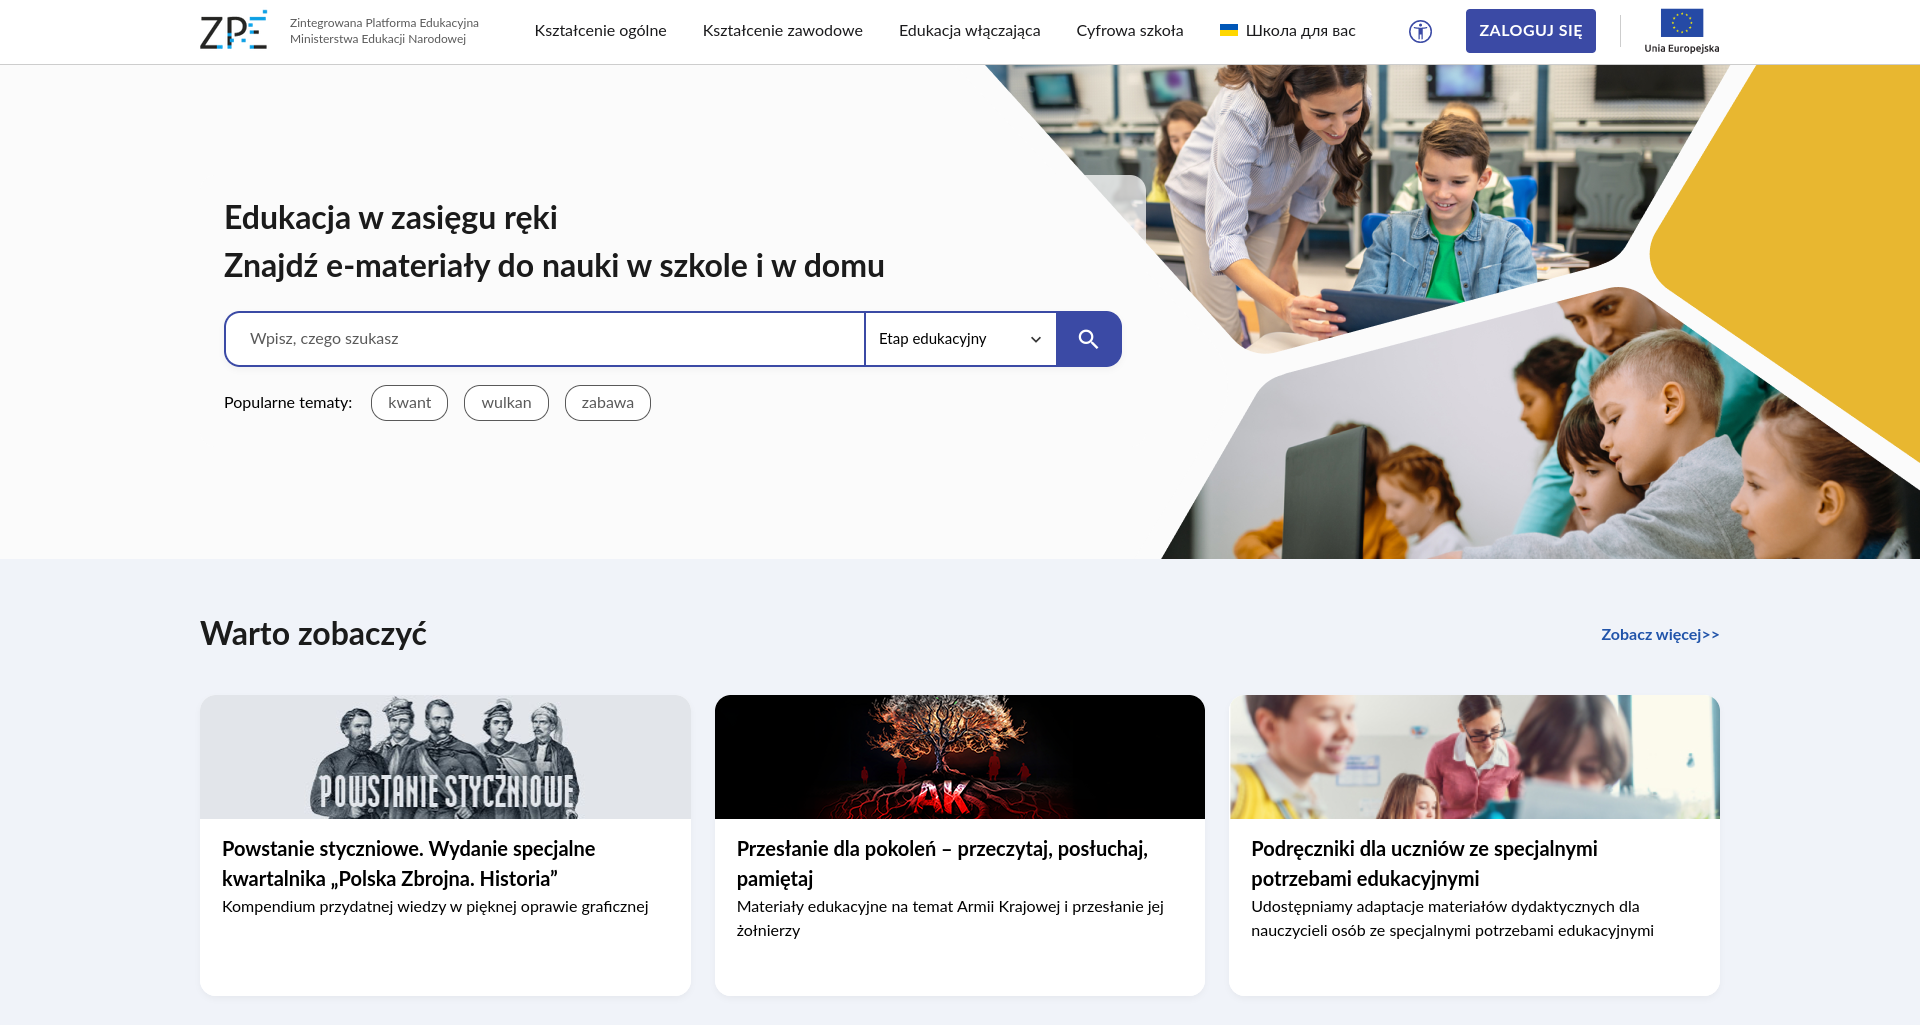 ZPE
Zintegrowana Platforma Edukacyjna
Ministerstwa Edukacji Narodowej
Kształcenie ogólne
Kształcenie zawodowe
Edukacja włączająca
Cyfrowa szkoła
Школа для вас
ZALOGUJ SIĘ
Unia Europejska
Edukacja w zasięgu ręki
Znajdź e-materiały do nauki w szkole i w domu
Wpisz, czego szukasz
Etap edukacyjny
Popularne tematy:
kwant
wulkan
zabawa
Warto zobaczyć
Zobacz więcej>>
POWSTANIE STYCZNIOWE
Powstanie styczniowe. Wydanie specjalne
kwartalnika „Polska Zbrojna. Historia”
Kompendium przydatnej wiedzy w pięknej oprawie graficznej
AK
Przesłanie dla pokoleń – przeczytaj, posłuchaj,
pamiętaj
Materiały edukacyjne na temat Armii Krajowej i przesłanie jej
żołnierzy
Podręczniki dla uczniów ze specjalnymi
potrzebami edukacyjnymi
Udostępniamy adaptacje materiałów dydaktycznych dla
nauczycieli osób ze specjalnymi potrzebami edukacyjnymi